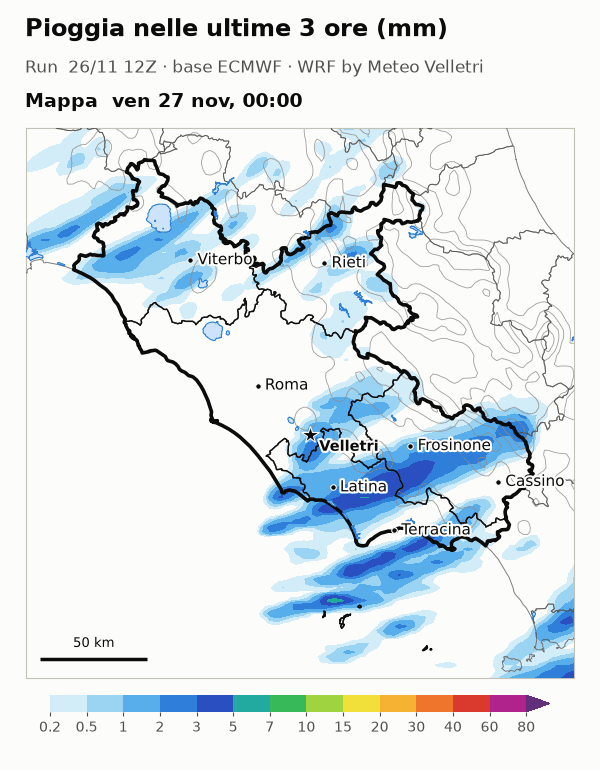 Pioggia nelle ultime 3 ore (mm)
Run  26/11 12Z · base ECMWF · WRF by Meteo Velletri
Mappa  ven 27 nov, 00:00
Viterbo
Rieti
Roma
Velletri
Frosinone
Latina
Cassino
Terracina
50 km
0.2 0.5 1 2 3 5 7 10 15 20 30 40 60 80